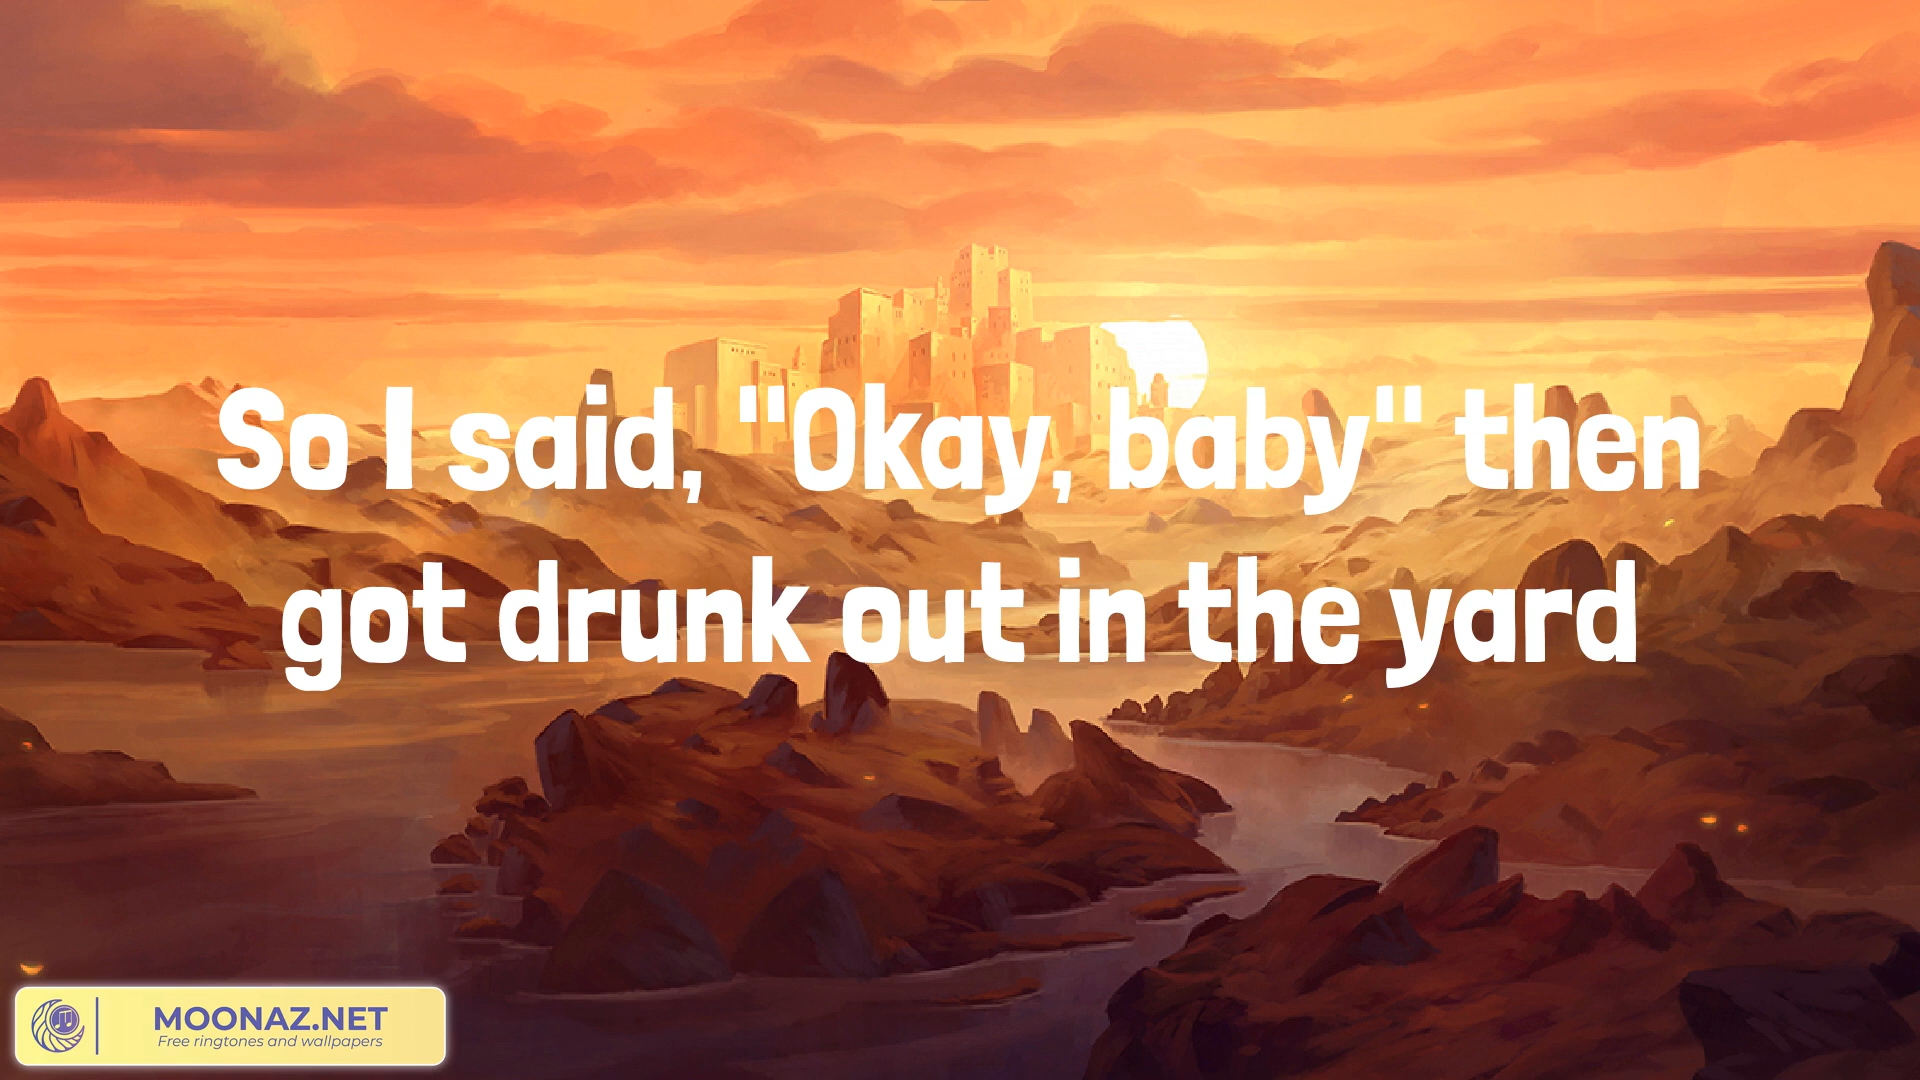 So I said, "Okay, baby" then
got drunk out in the yard
MOONAZ.NET
Free ringtones and wallpapers